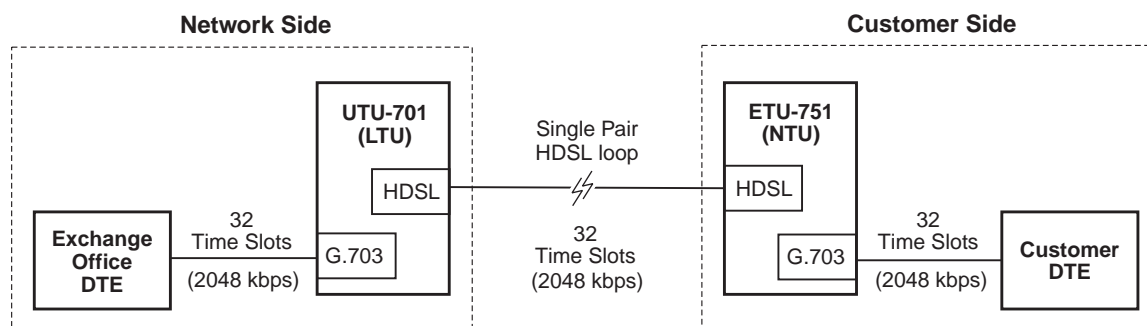 Network Side
Customer Side
UTU-701
(LTU)
HDSL
G.703
Exchange
Office
DTE
32
Time Slots
(2048 kbps)
Single Pair
HDSL loop
32
Time Slots
(2048 kbps)
ETU-751
(NTU)
HDSL
G.703
32
Time Slots
(2048 kbps)
Customer
DTE